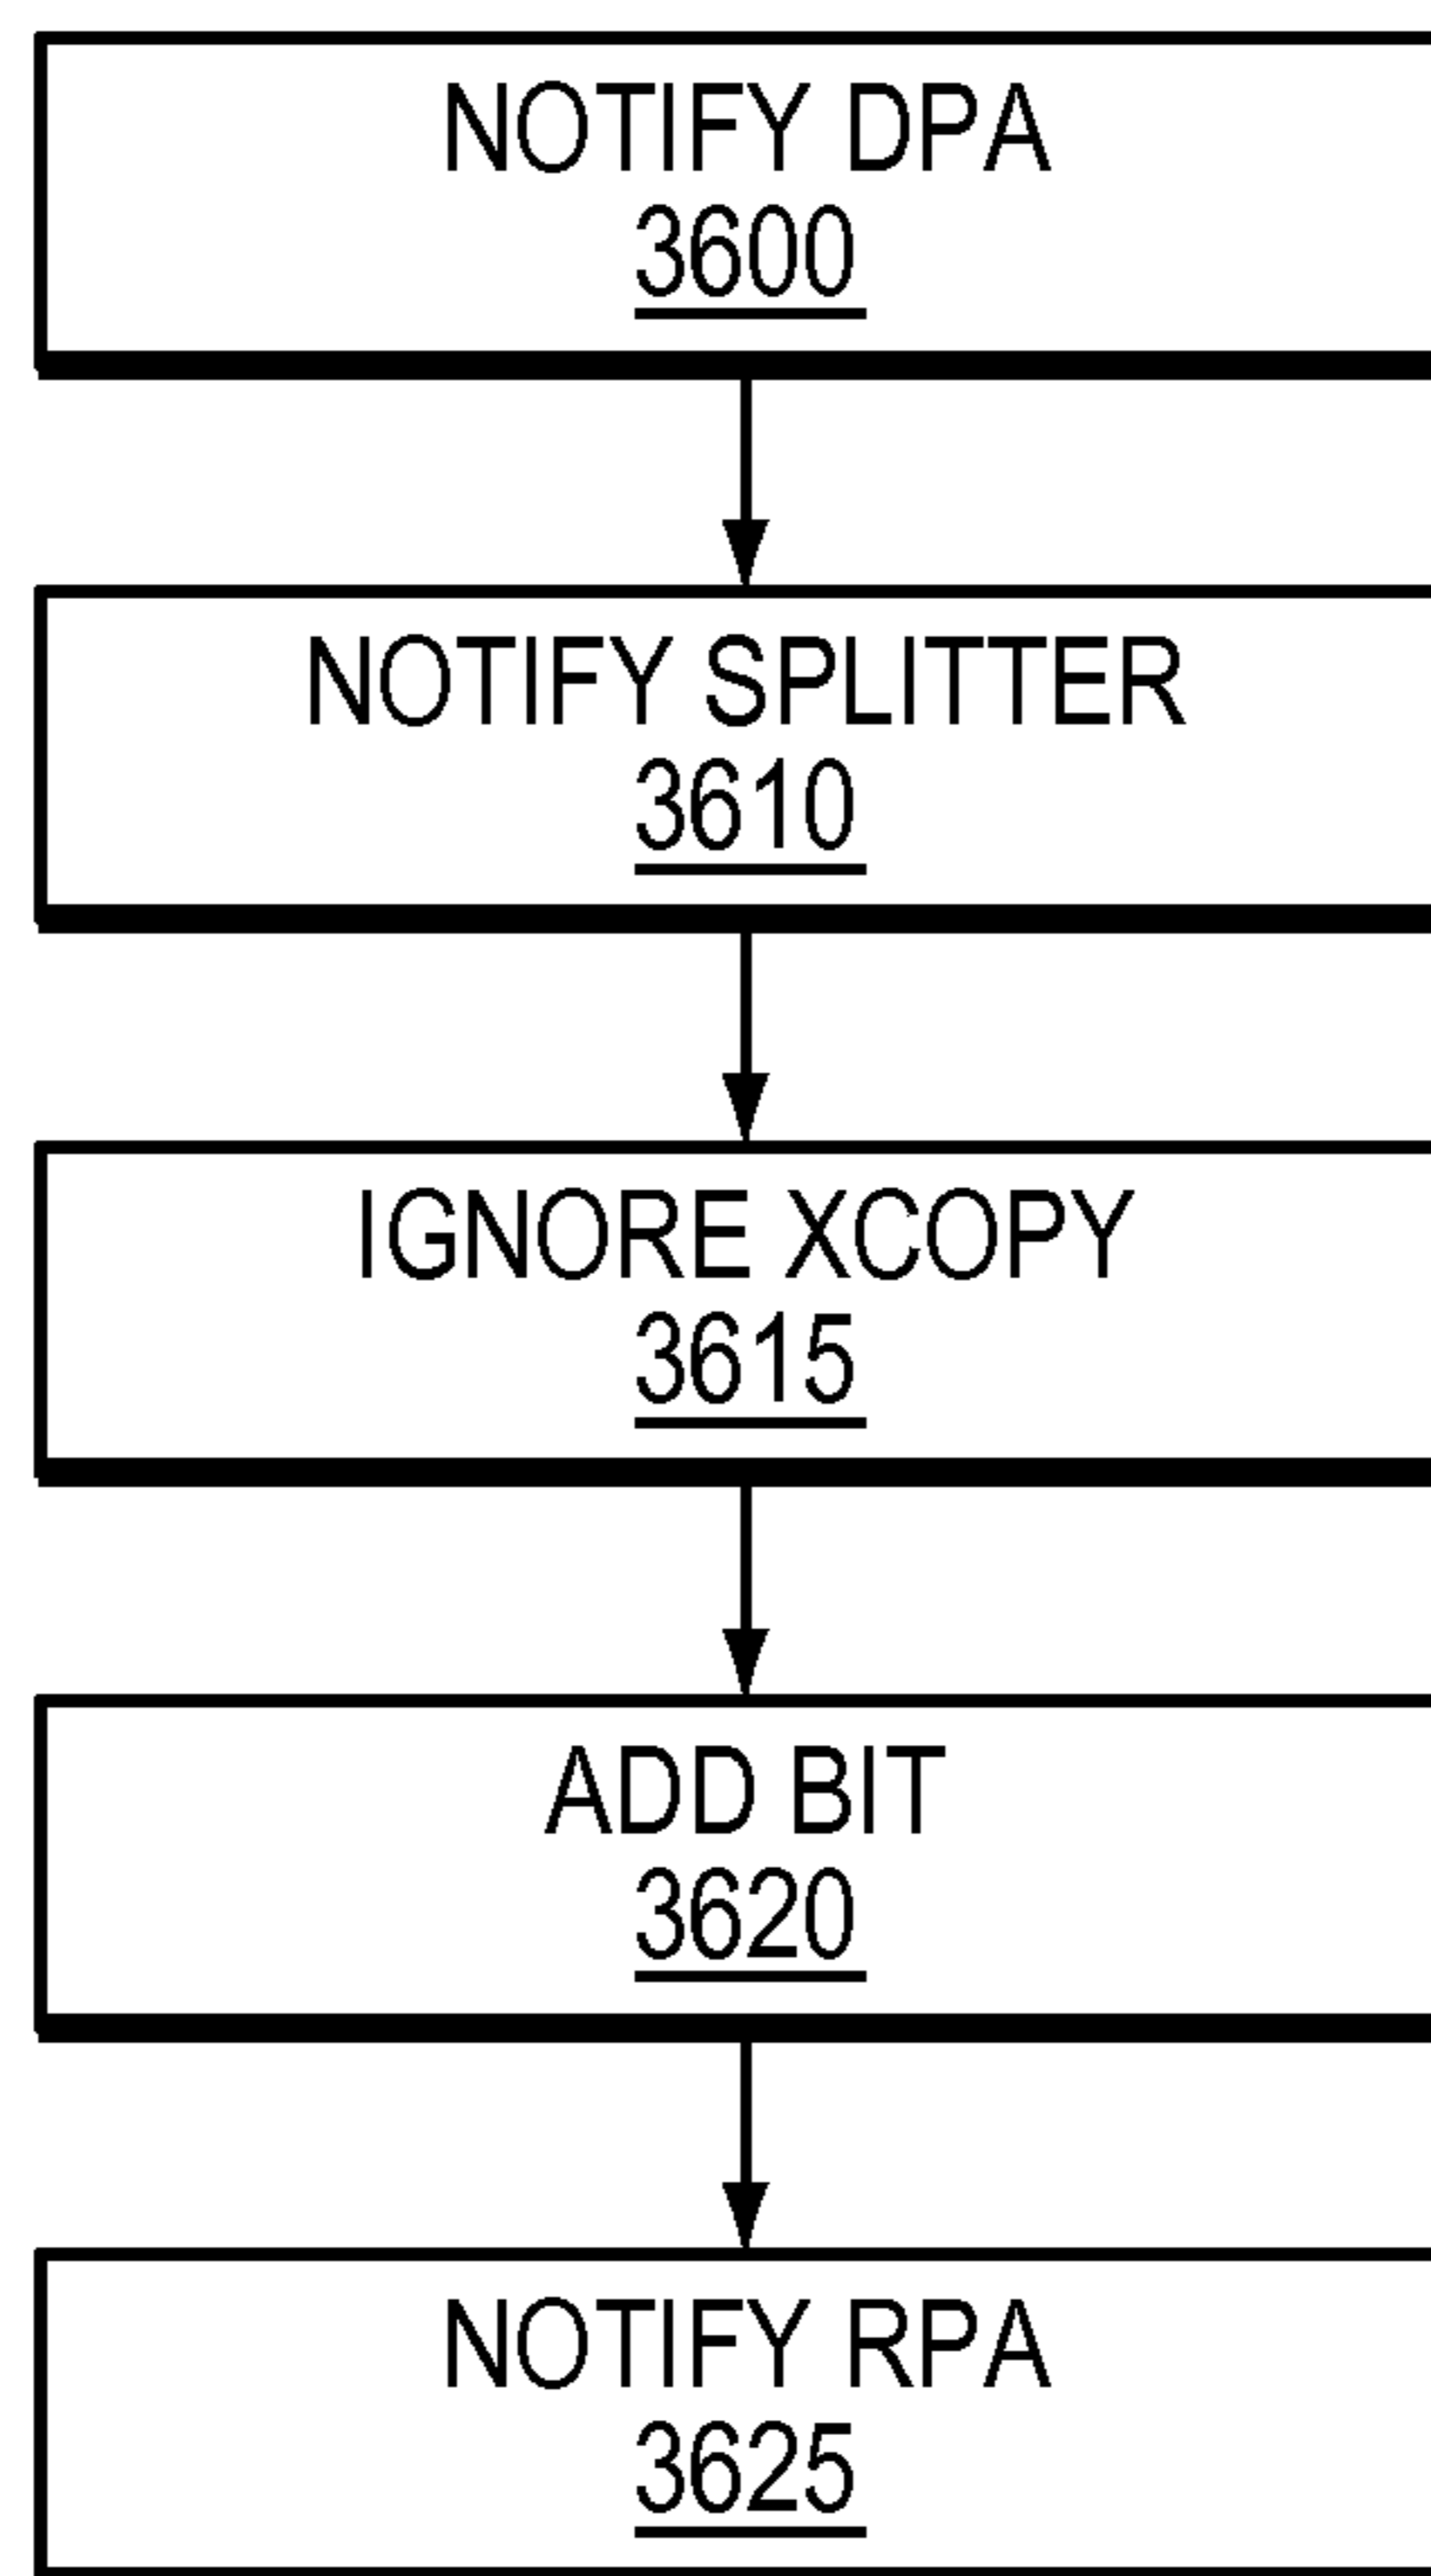 NOTIFY DPA
3600
NOTIFY SPLITTER
3610
IGNORE XCOPY
3615
ADD BIT
3620
NOTIFY RPA
3625